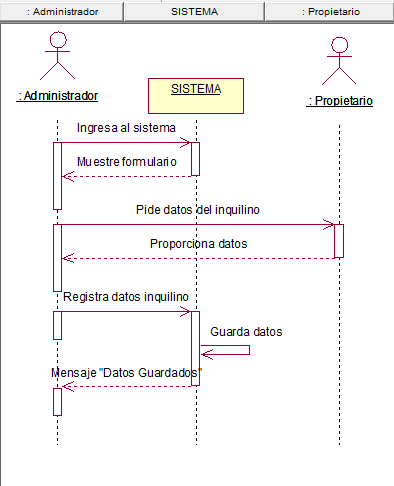 : Administrador
SISTEMA
: Propietario
: Administrador
SISTEMA
: Propietario
Ingresa al sistema
Muestre formulario
Pide datos del inquilino
Proporciona datos
Registra datos inquilino
Guarda datos
Mensaje "Datos Guardados"